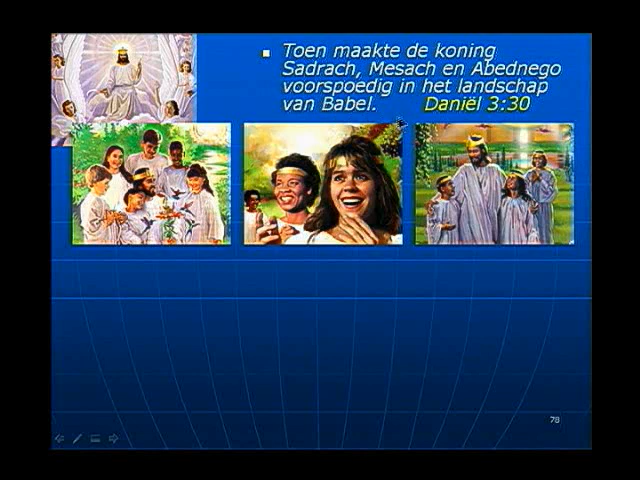 Toen maakte de koning
Sadrach, Mesach en Abednego
voorspoedig in het landschap
van Babel. Daniël 3:30
78